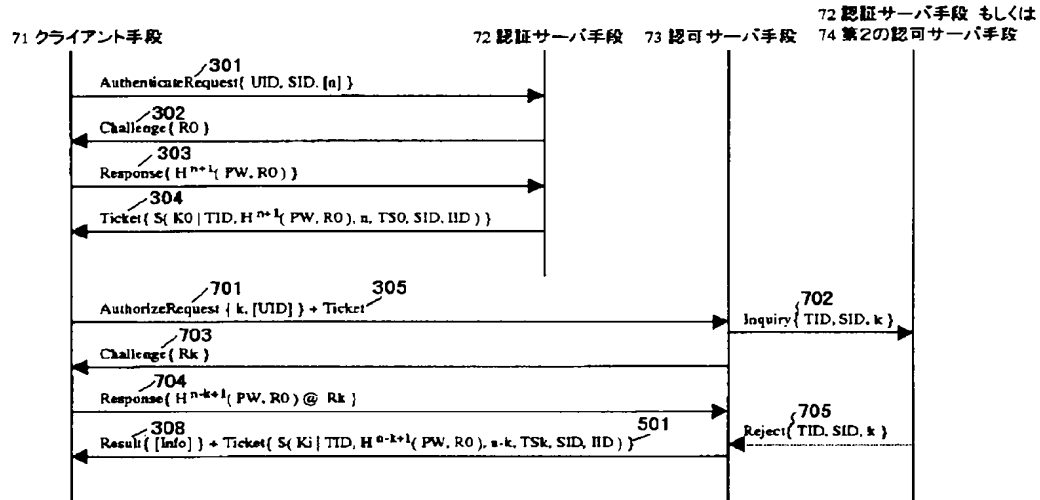 72 認証サーバ手段 もしくは
71 クライアント手段 72 認証サーバ手段 73 認可サーバ手段 74 第2の認可サーバ手段
301
AuthenticateRequest{ UID, SID. [n] }
302
Challenge{ R0 }
303
Response{ H n+1( PW, R0 ) }
304
Ticket{ S( K0 | TID, H n+1( PW, R0 ), n, TS0, SID, IID ) }
701 305 702
AuthorizeRequest { k, [UID] } + Ticket Inquiry{ TID, SID, k }
703
Challenge{ Rk }
704
Response{ H n-k+1( PW, R0 ) @ Rk } 705
308 501 Reject{ TID, SID, k }
Result{ [Info] } + Ticket{ S( Ki | TID, H n-k+1( PW, R0 ), n-k, TSk, SID, IID ) }